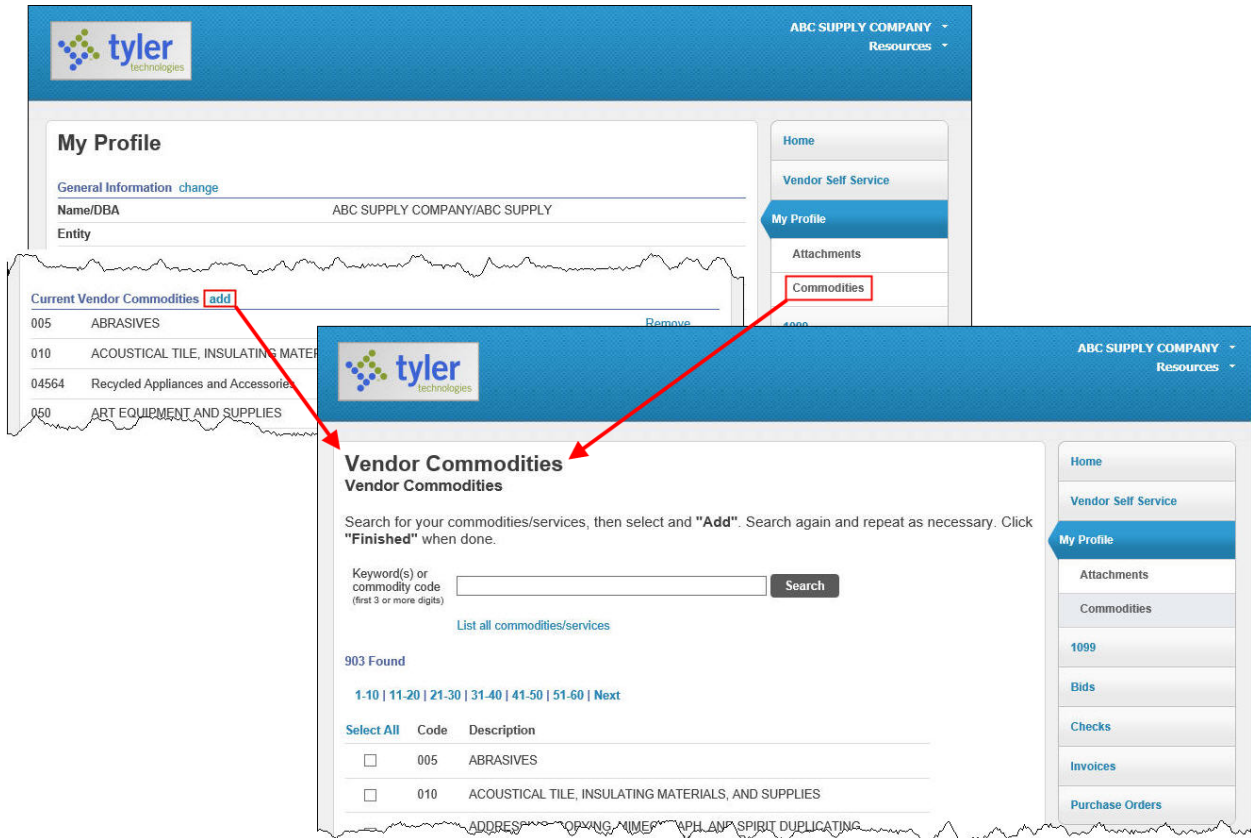 tyler
technologies
ABC SUPPLY COMPANY
Resources
My Profile
General Information change
Name/DBA ABC SUPPLY COMPANY/ABC SUPPLY
Entity
Home
Vendor Self Service
My Profile
Attachments
Commodities
1099
Current Vendor Commodities add
005 ABRASIVES Remove
010 ACOUSTICAL TILE, INSULATING MATER
04564 Recycled Appliances and Accessories
050 ART EQUIPMENT AND SUPPLIES
tyler
technologies
ABC SUPPLY COMPANY
Resources
Vendor Commodities
Vendor Commodities
Search for your commodities/services, then select and "Add". Search again and repeat as necessary. Click
"Finished" when done.
Keyword(s) or
commodity code
(first 3 or more digits)
Search
List all commodities/services
903 Found
1-10 | 11-20 | 21-30 | 31-40 | 41-50 | 51-60 | Next
Select All Code Description
005 ABRASIVES
010 ACOUSTICAL TILE, INSULATING MATERIALS, AND SUPPLIES
AND SPIRIT DUPLICATING
Home
Vendor Self Service
My Profile
Attachments
Commodities
1099
Bids
Checks
Invoices
Purchase Orders